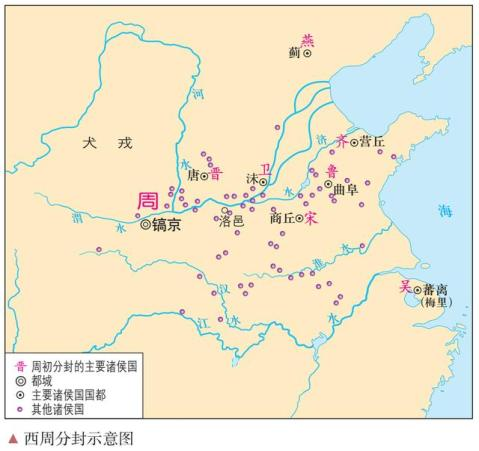 燕
蓟
河
犬 戎
济
齐
营丘
水
晋
唐
卫
沬
鲁
曲阜
水
周
渭
水
镐京
洛邑
商丘
宋
海
淮
水
吴
蕃离
(梅里)
汉
水
江
水
晋 周初分封的主要诸侯国
都城
主要诸侯国国都
其他诸侯国
▲ 西周分封示意图